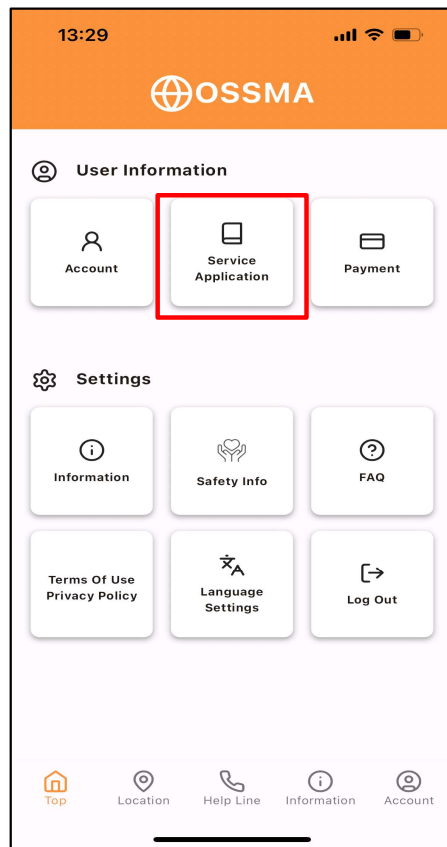 13:29
OSSMA
User Information
Account
Service
Application
Payment
Settings
Information
Safety Info
FAQ
Terms Of Use
Privacy Policy
Language
Settings
Log Out
Top
Location
Help Line
Information
Account